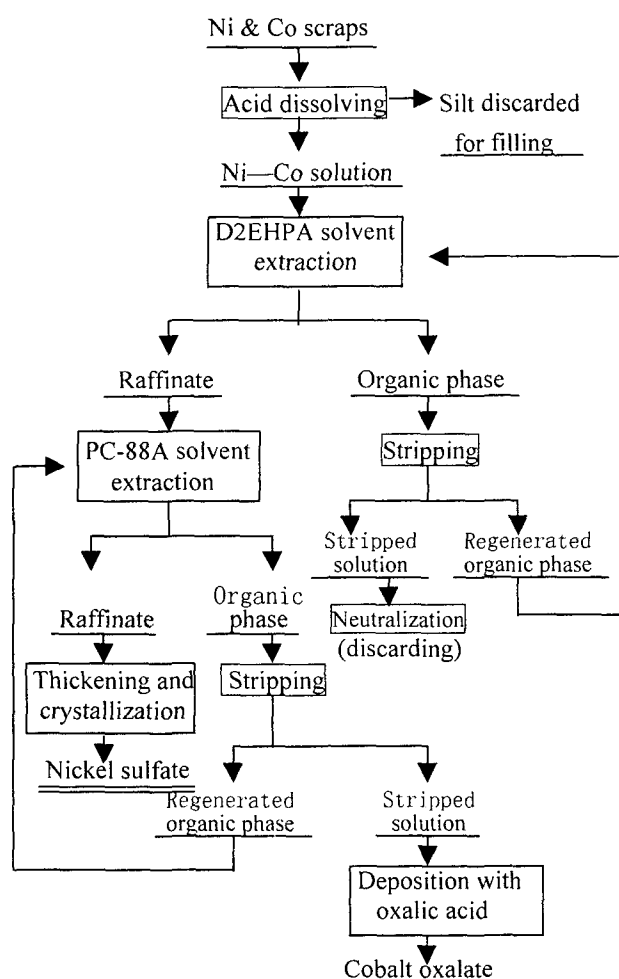 Ni & Co scraps
Acid dissolving
Silt discarded
for filling
Ni—Co solution
D2EHPA solvent
extraction
Raffinate
Organic phase
PC-88A solvent
extraction
Stripping
Stripped
solution
Regenerated
organic phase
Raffinate
Organic
phase
Neutralization
(discarding)
Thickening and
crystallization
Stripping
Nickel sulfate
Regenerated
organic phase
Stripped
solution
Deposition with
oxalic acid
Cobalt oxalate